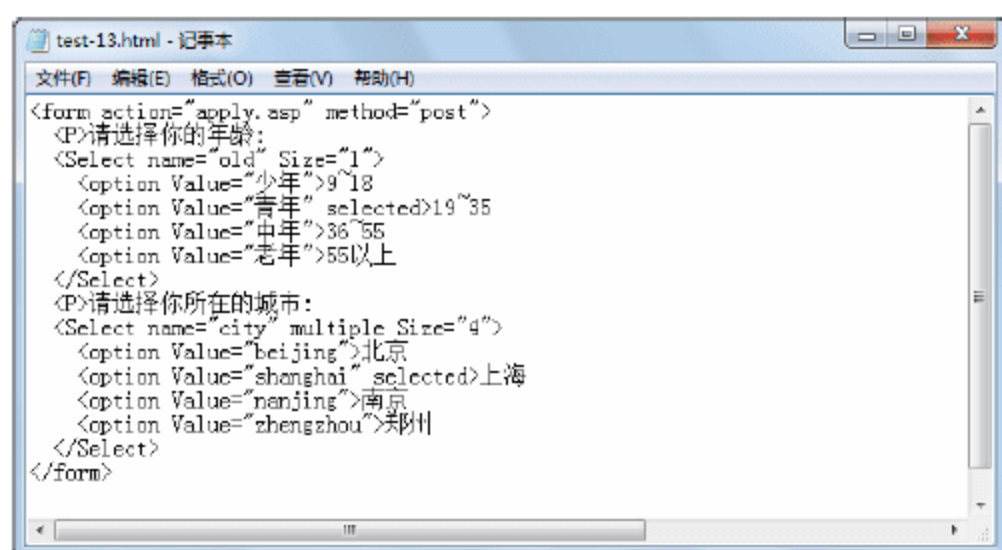 test-13.html - 记事本
文件(F) 编辑(E) 格式(O) 查看(V) 帮助(H)
<form action="apply.asp" method="post">
<P>请选择你的年龄:
<Select name="old" Size="1">
<option Value="少年">9~18
<option Value="青年" selected>19~35
<option Value="中年">36~55
<option Value="老年">55以上
</Select>
<P>请选择你所在的城市:
<Select name="city" multiple Size="4">
<option Value="beijing">北京
<option Value="shanghai" selected>上海
<option Value="nanjing">南京
<option Value="zhengzhou">郑州
</Select>
</form>